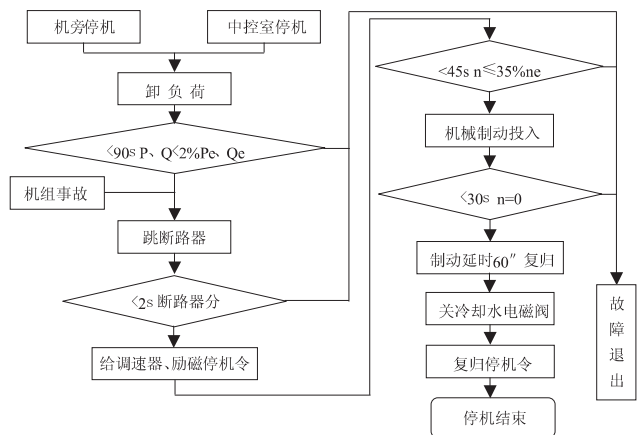 机旁停机
中控室停机
卸 负 荷
<90s P、Q<2%Pe、Qe
机组事故
跳断路器
<2s 断路器分
给调速器、励磁停机令
<45s n≤35%ne
机械制动投入
<30s n=0
制动延时60″复归
关冷却水电磁阀
复归停机令
停机结束
故
障
退
出